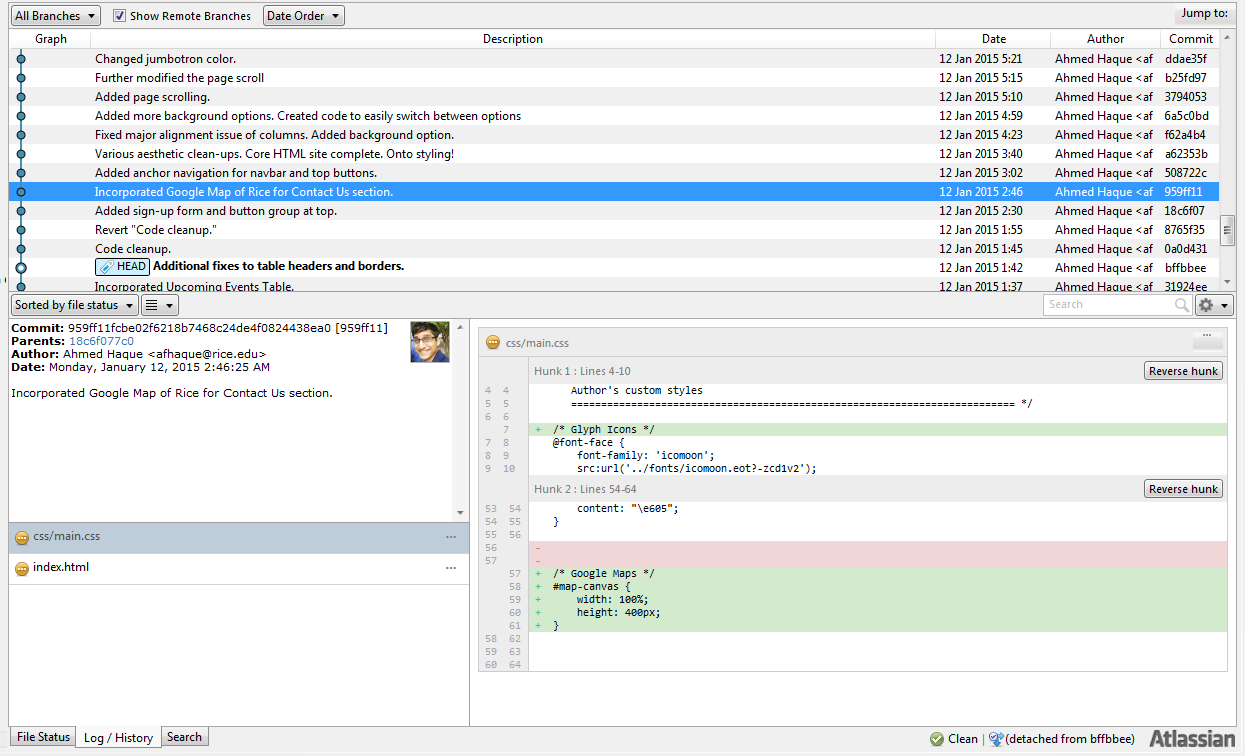 All Branches Show Remote Branches Date Order Jump to:
Graph Description Date Author Commit
Changed jumbotron color. 12 Jan 2015 5:21 Ahmed Haque <af ddae35f
Further modified the page scroll 12 Jan 2015 5:15 Ahmed Haque <af b25fd97
Added page scrolling. 12 Jan 2015 5:10 Ahmed Haque <af 3794053
Added more background options. Created code to easily switch between options 12 Jan 2015 4:59 Ahmed Haque <af 6a5c0bd
Fixed major alignment issue of columns. Added background option. 12 Jan 2015 4:23 Ahmed Haque <af f62a4b4
Various aesthetic clean-ups. Core HTML site complete. Onto styling! 12 Jan 2015 3:40 Ahmed Haque <af a62353b
Added anchor navigation for navbar and top buttons. 12 Jan 2015 3:02 Ahmed Haque <af 508722c
Incorporated Google Map of Rice for Contact Us section. 12 Jan 2015 2:46 Ahmed Haque <af 959ff11
Added sign-up form and button group at top. 12 Jan 2015 2:30 Ahmed Haque <af 18c6f07
Revert "Code cleanup." 12 Jan 2015 1:55 Ahmed Haque <af 8765f35
Code cleanup. 12 Jan 2015 1:45 Ahmed Haque <af 0a0d431
HEAD Additional fixes to table headers and borders. 12 Jan 2015 1:42 Ahmed Haque <af bffbbee
Incorporated Upcoming Events Table. 12 Jan 2015 1:37 Ahmed Haque <af 31924ee
Sorted by file status Search
Commit: 959ff11fcbe02f6218b7468c24de4f0824438ea0 [959ff11]
Parents: 18c6f077c0
Author: Ahmed Haque <afhaque@rice.edu>
Date: Monday, January 12, 2015 2:46:25 AM
Incorporated Google Map of Rice for Contact Us section.
css/main.css
index.html
css/main.css
Hunk 1 : Lines 4-10 Reverse hunk
4 4 Author's custom styles
5 5 ========================================================================== */
6 6
7 + /* Glyph Icons */
7 8 @font-face {
8 9 font-family: 'icomoon';
9 10 src:url('../fonts/icomoon.eot?-zcd1v2');
Hunk 2 : Lines 54-64 Reverse hunk
53 54 content: "\e605";
54 55 }
55 56
56 -
57 -
57 + /* Google Maps */
58 + #map-canvas {
59 + width: 100%;
60 + height: 400px;
61 + }
58 62
59 63
60 64
File Status Log / History Search Clean (detached from bffbbee) Atlassian